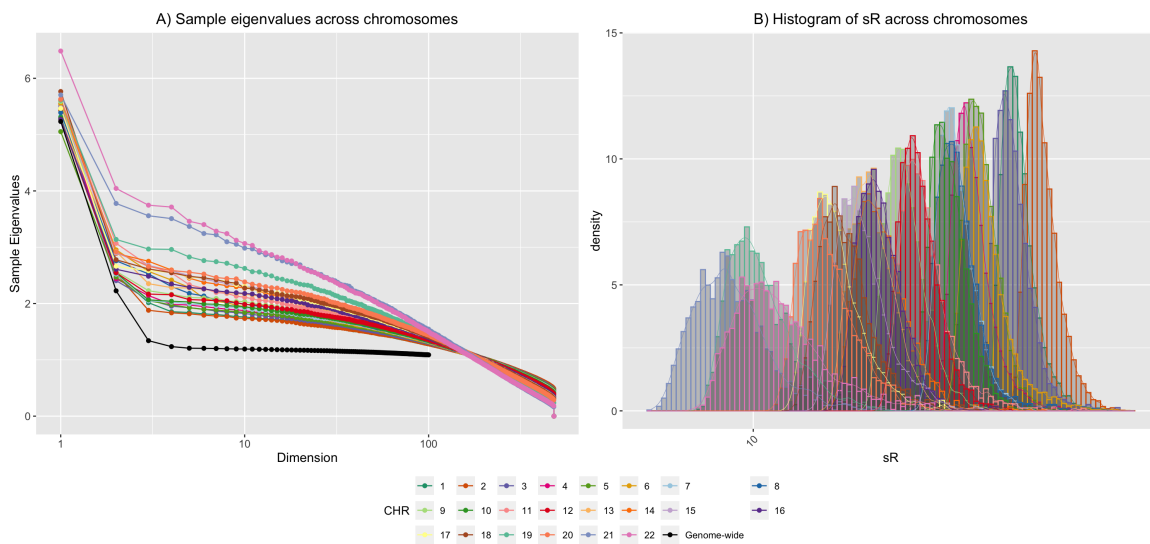 A) Sample eigenvalues across chromosomes
B) Histogram of sR across chromosomes
Sample Eigenvalues
6
4
2
0
1
10
100
Dimension
density
15
10
5
0
10
sR
CHR
1 2 3 4 5 6 7 8
9 10 11 12 13 14 15 16
17 18 19 20 21 22 Genome-wide